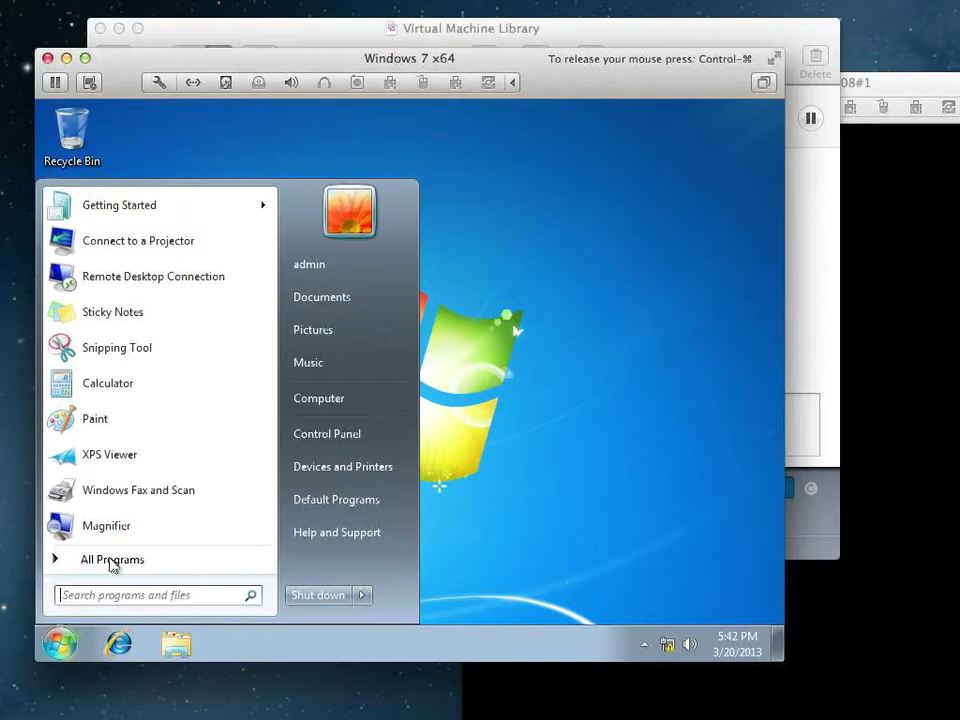 Virtual Machine Library
Windows 7 x64
To release your mouse press: Control-⌘
Delete
08#1
Recycle Bin
Getting Started
Connect to a Projector
Remote Desktop Connection
Sticky Notes
Snipping Tool
Calculator
Paint
XPS Viewer
Windows Fax and Scan
Magnifier
All Programs
Search programs and files
admin
Documents
Pictures
Music
Computer
Control Panel
Devices and Printers
Default Programs
Help and Support
Shut down
5:42 PM
3/20/2013